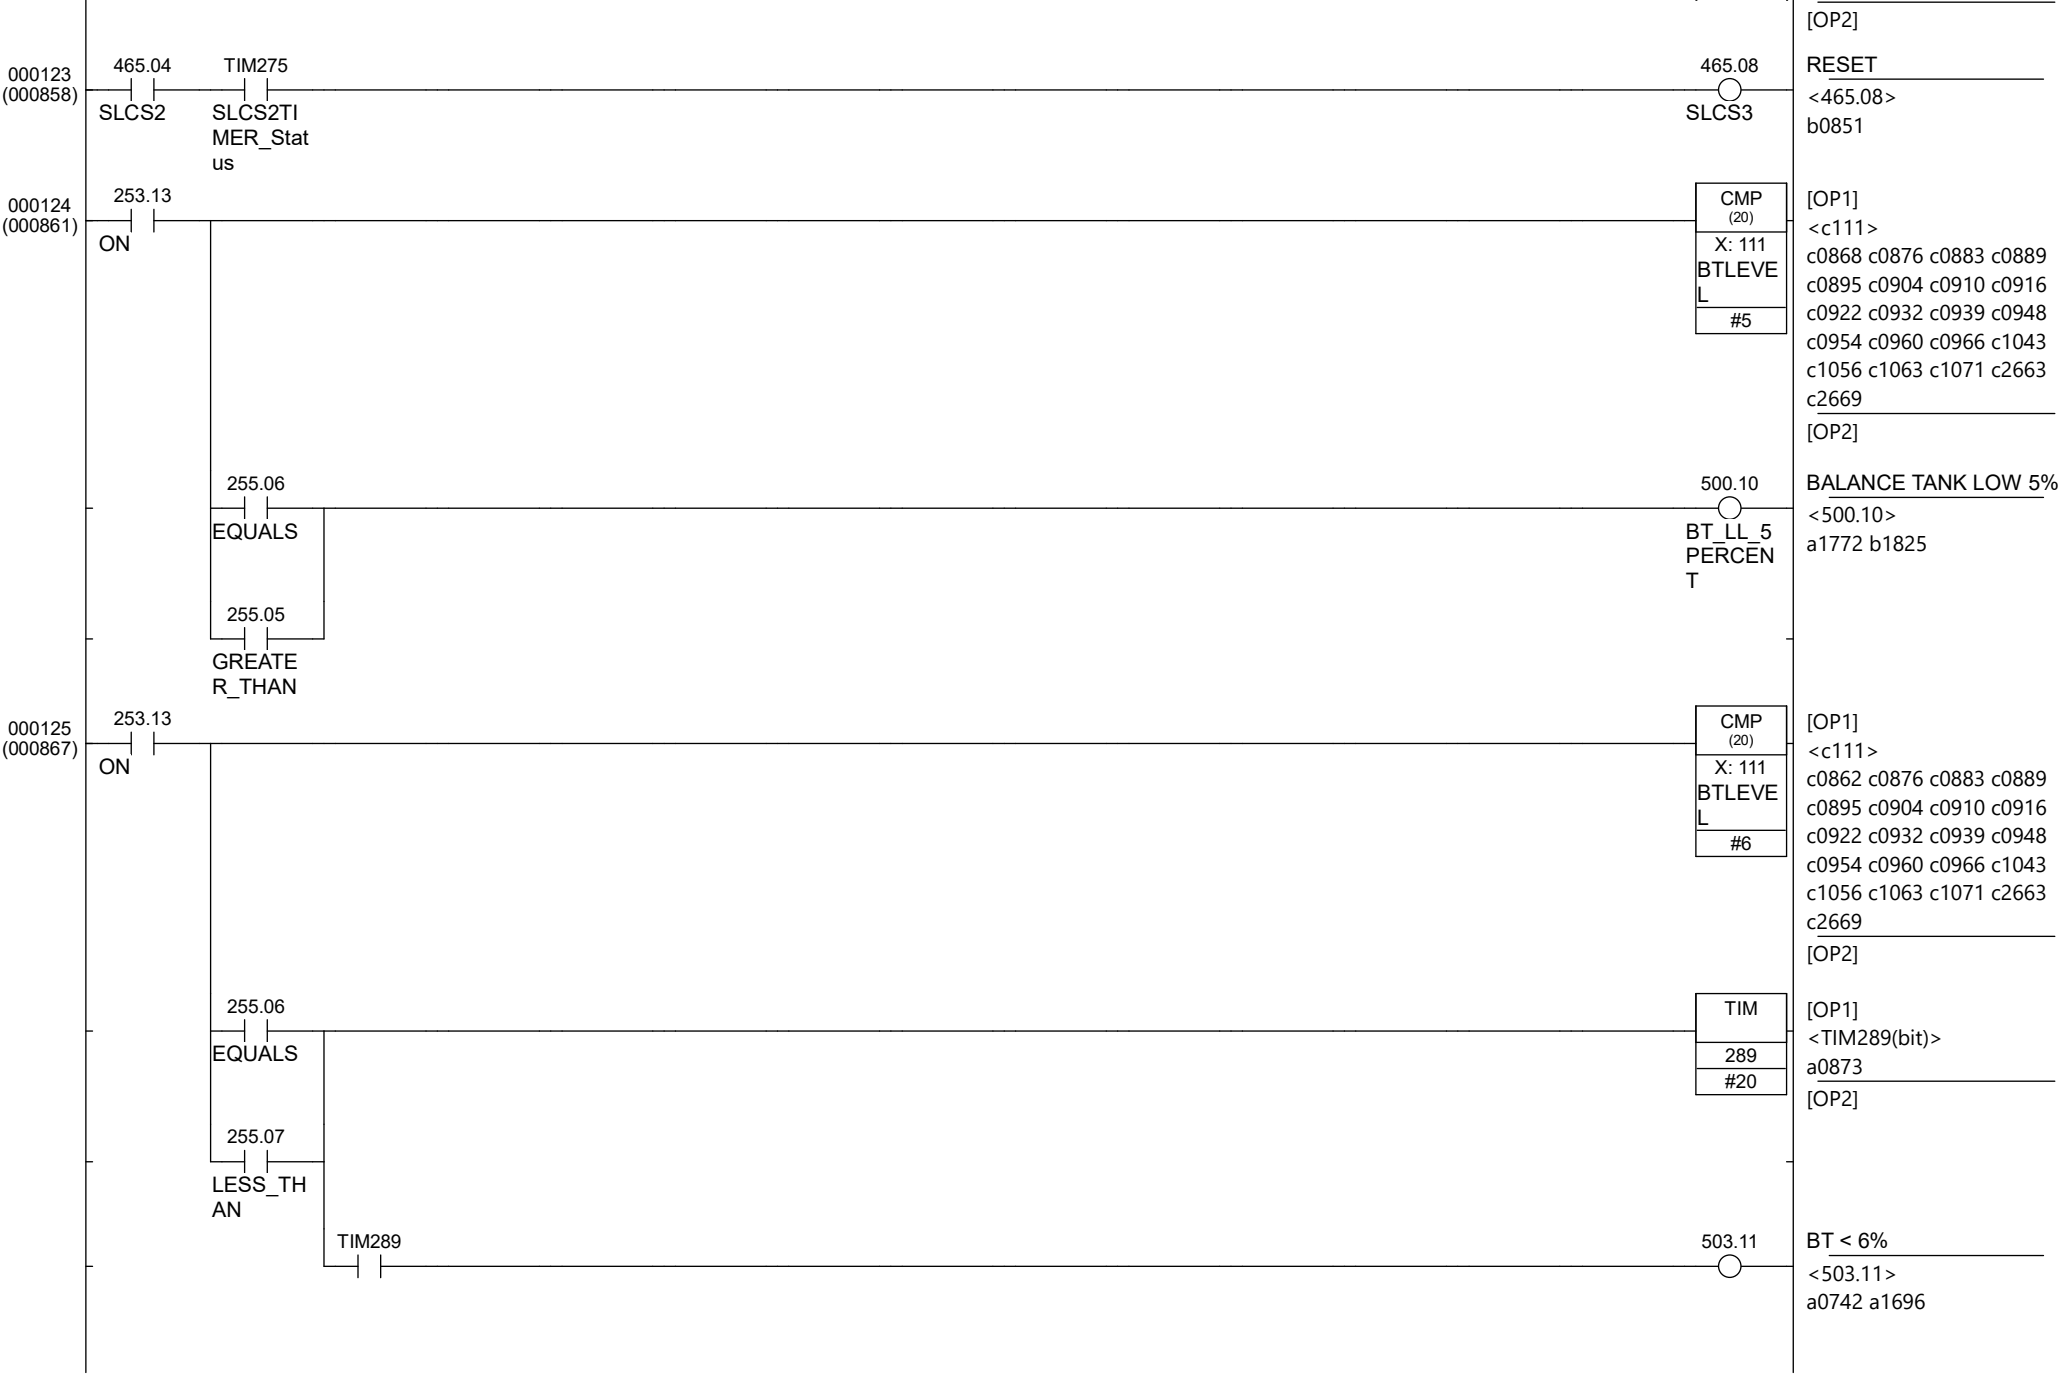 [OP2]
000123
(000858)
465.04
SLCS2
TIM275
SLCS2TI
MER_Stat
us
465.08
SLCS3
RESET
<465.08>
b0851
000124
(000861)
253.13
ON
CMP
(20)
X: 111
BTLEVE
L
#5
[OP1]
<c111>
c0868 c0876 c0883 c0889
c0895 c0904 c0910 c0916
c0922 c0932 c0939 c0948
c0954 c0960 c0966 c1043
c1056 c1063 c1071 c2663
c2669
[OP2]
255.06
EQUALS
500.10
BT_LL_5
PERCEN
T
BALANCE TANK LOW 5%
<500.10>
a1772 b1825
255.05
GREATE
R_THAN
000125
(000867)
253.13
ON
CMP
(20)
X: 111
BTLEVE
L
#6
[OP1]
<c111>
c0862 c0876 c0883 c0889
c0895 c0904 c0910 c0916
c0922 c0932 c0939 c0948
c0954 c0960 c0966 c1043
c1056 c1063 c1071 c2663
c2669
[OP2]
255.06
EQUALS
TIM
289
#20
[OP1]
<TIM289(bit)>
a0873
[OP2]
255.07
LESS_TH
AN
TIM289
503.11
BT < 6%
<503.11>
a0742 a1696